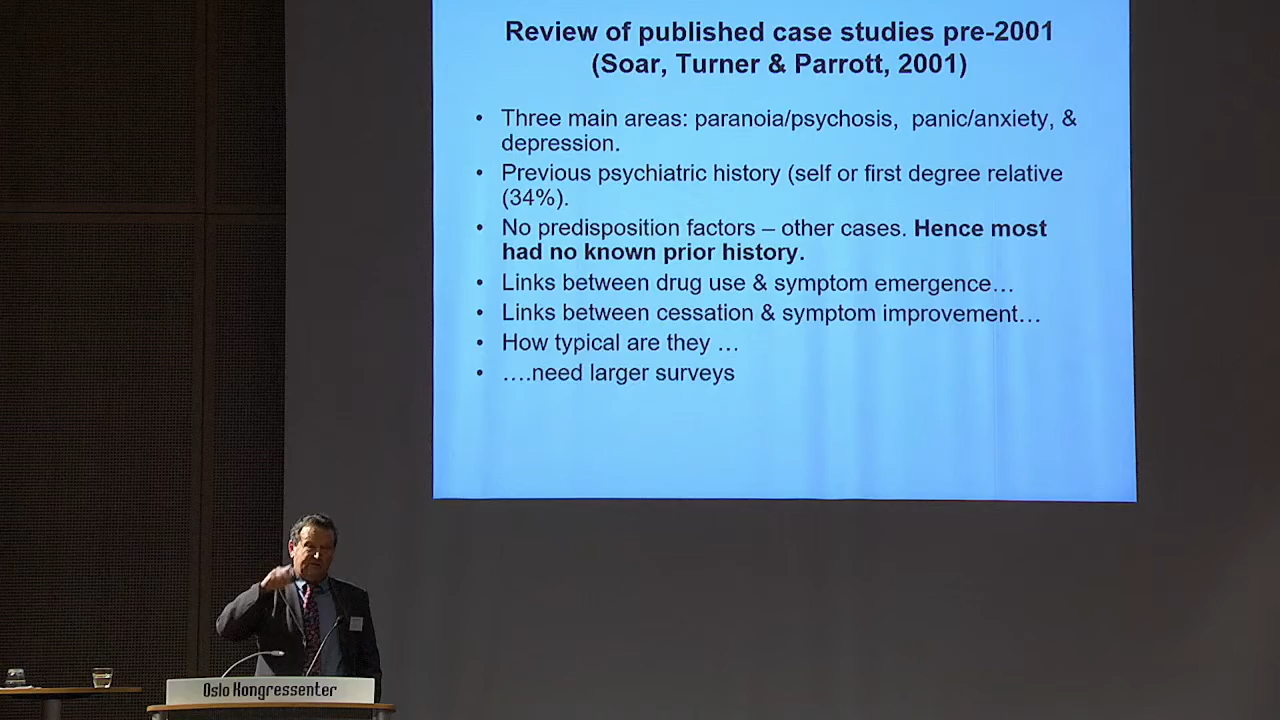 Review of published case studies pre-2001
(Soar, Turner & Parrott, 2001)
• Three main areas: paranoia/psychosis, panic/anxiety, &
depression.
• Previous psychiatric history (self or first degree relative
(34%).
• No predisposition factors – other cases. Hence most
had no known prior history.
• Links between drug use & symptom emergence…
• Links between cessation & symptom improvement…
• How typical are they …
• ….need larger surveys
Oslo Kongressenter